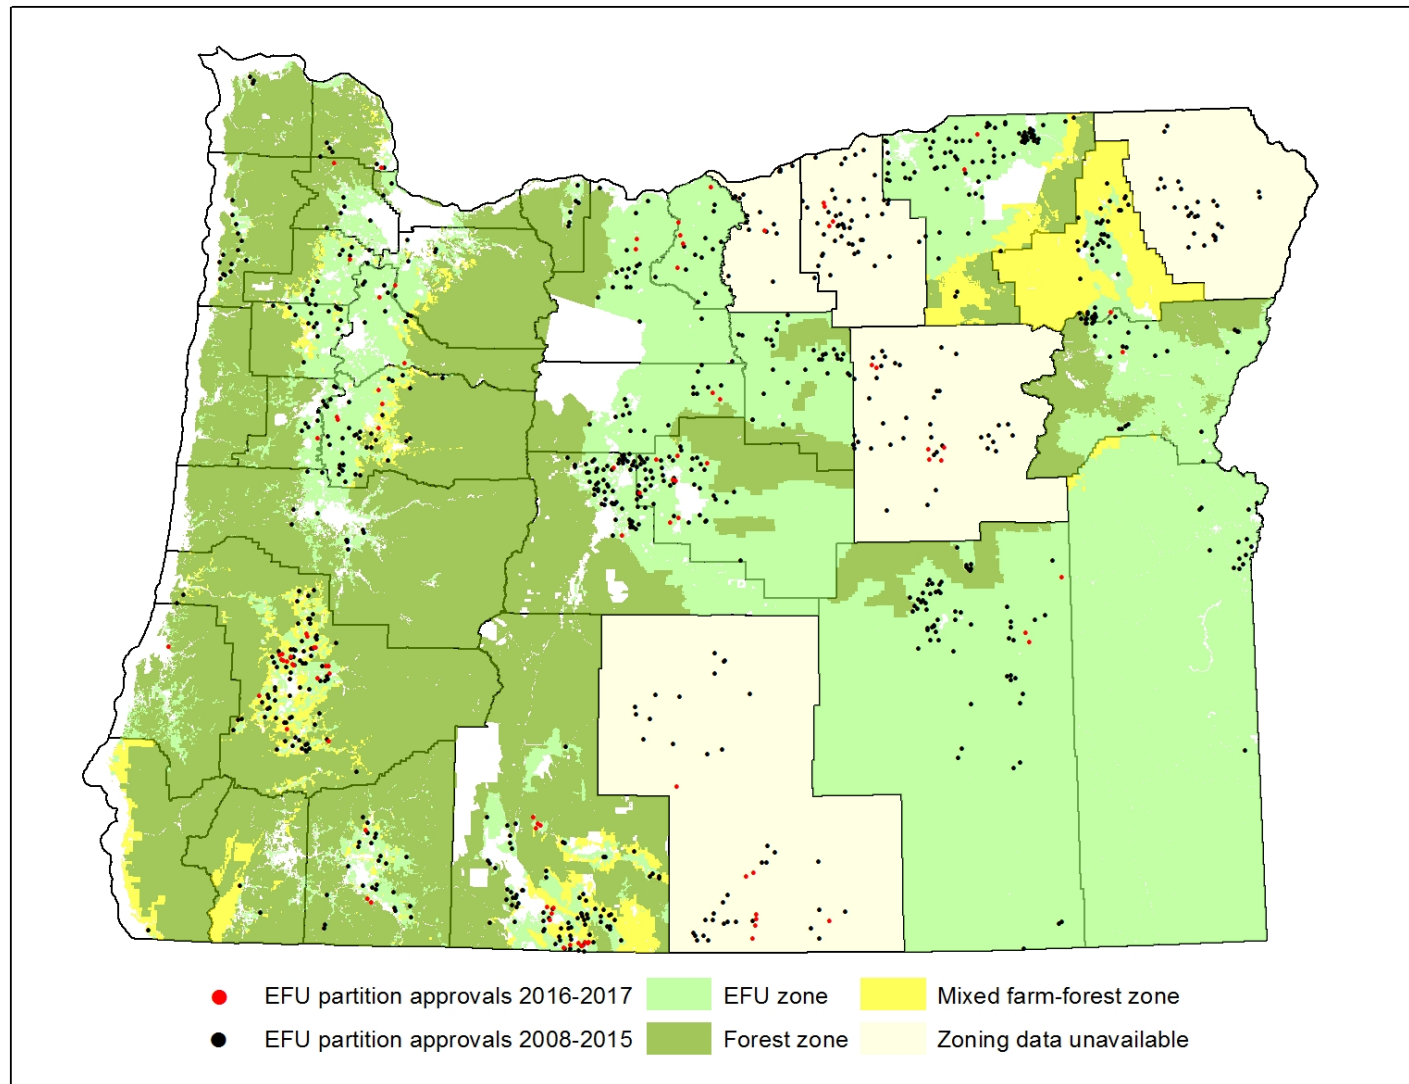 EFU partition approvals 2016-2017 EFU zone Mixed farm-forest zone
EFU partition approvals 2008-2015 Forest zone Zoning data unavailable